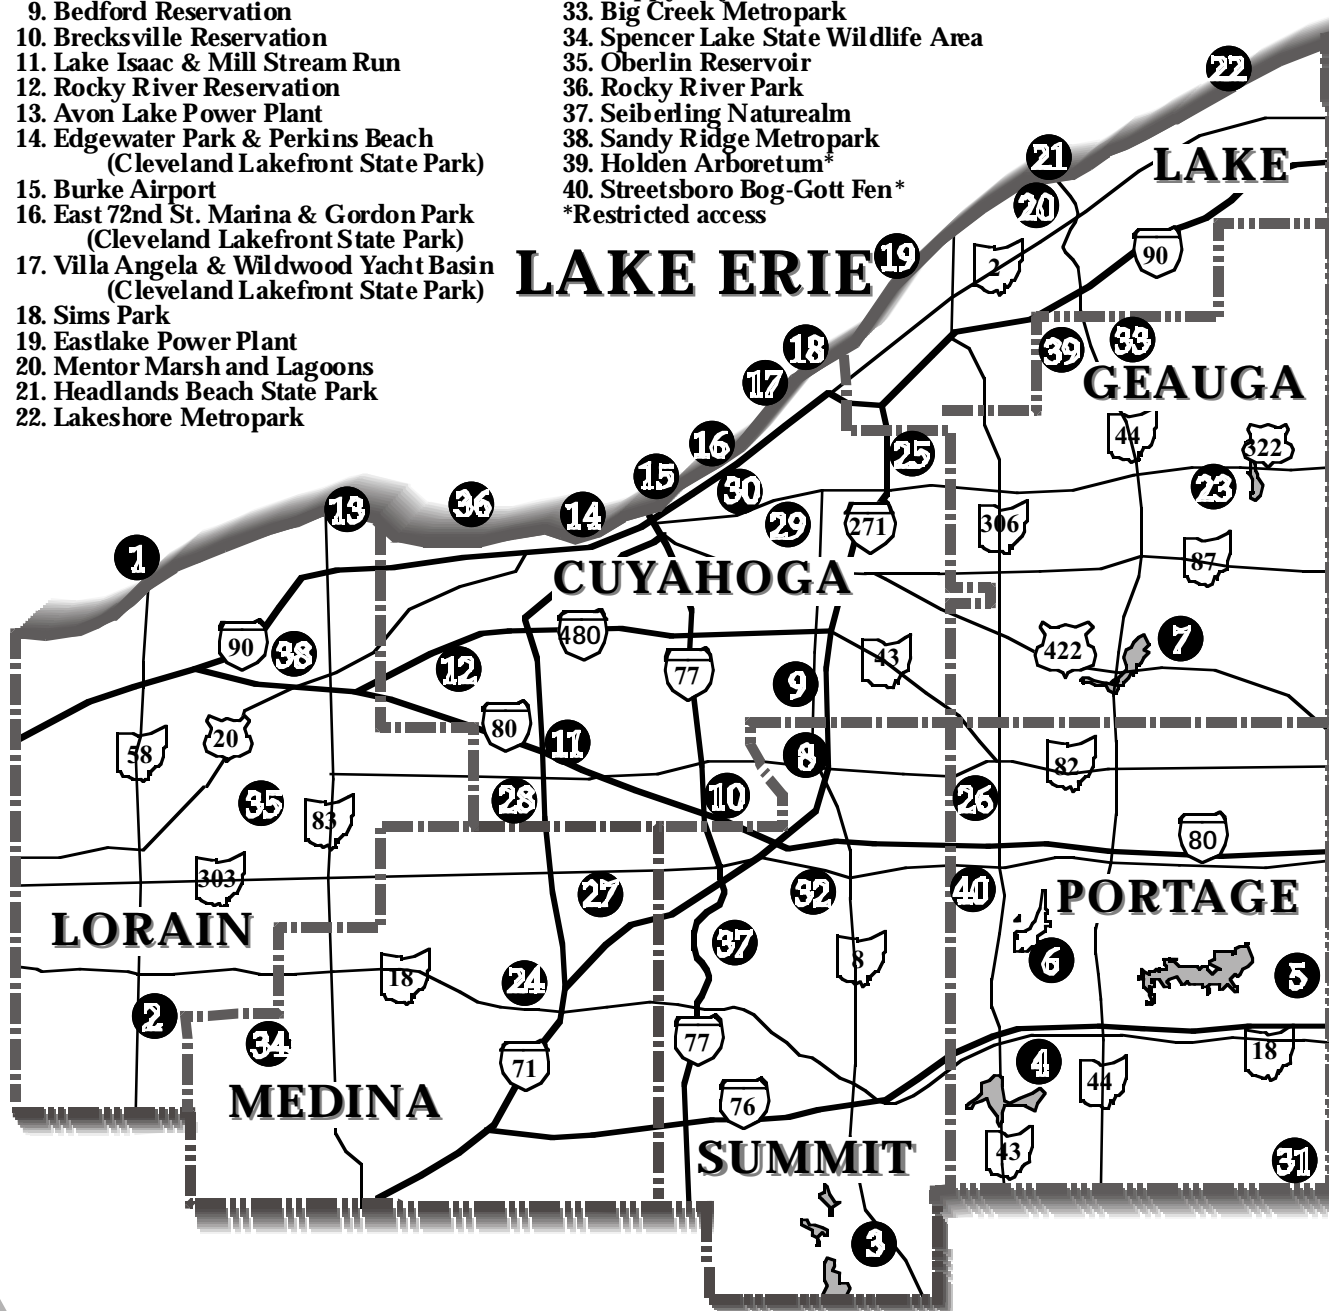 9. Bedford Reservation
10. Brecksville Reservation
11. Lake Isaac & Mill Stream Run
12. Rocky River Reservation
13. Avon Lake Power Plant
14. Edgewater Park & Perkins Beach
(Cleveland Lakefront State Park)
15. Burke Airport
16. East 72nd St. Marina & Gordon Park
(Cleveland Lakefront State Park)
17. Villa Angela & Wildwood Yacht Basin
(Cleveland Lakefront State Park)
18. Sims Park
19. Eastlake Power Plant
20. Mentor Marsh and Lagoons
21. Headlands Beach State Park
22. Lakeshore Metropark
33. Big Creek Metropark
34. Spencer Lake State Wildlife Area
35. Oberlin Reservoir
36. Rocky River Park
37. Seiberling Naturealm
38. Sandy Ridge Metropark
39. Holden Arboretum*
40. Streetsboro Bog-Gott Fen*
*Restricted access
22
21
LAKE
20
19
2
90
LAKE ERIE
18
39
33
17
GEAUGA
16
44
322
25
15
30
23
13
36
14
29
271
306
1
87
CUYAHOGA
90
38
480
43
422
7
12
77
9
80
11
58
20
8
82
35
28
10
26
83
80
303
27
32
40
PORTAGE
LORAIN
37
8
6
18
24
5
2
34
77
18
71
4
44
MEDINA
76
SUMMIT
43
31
3